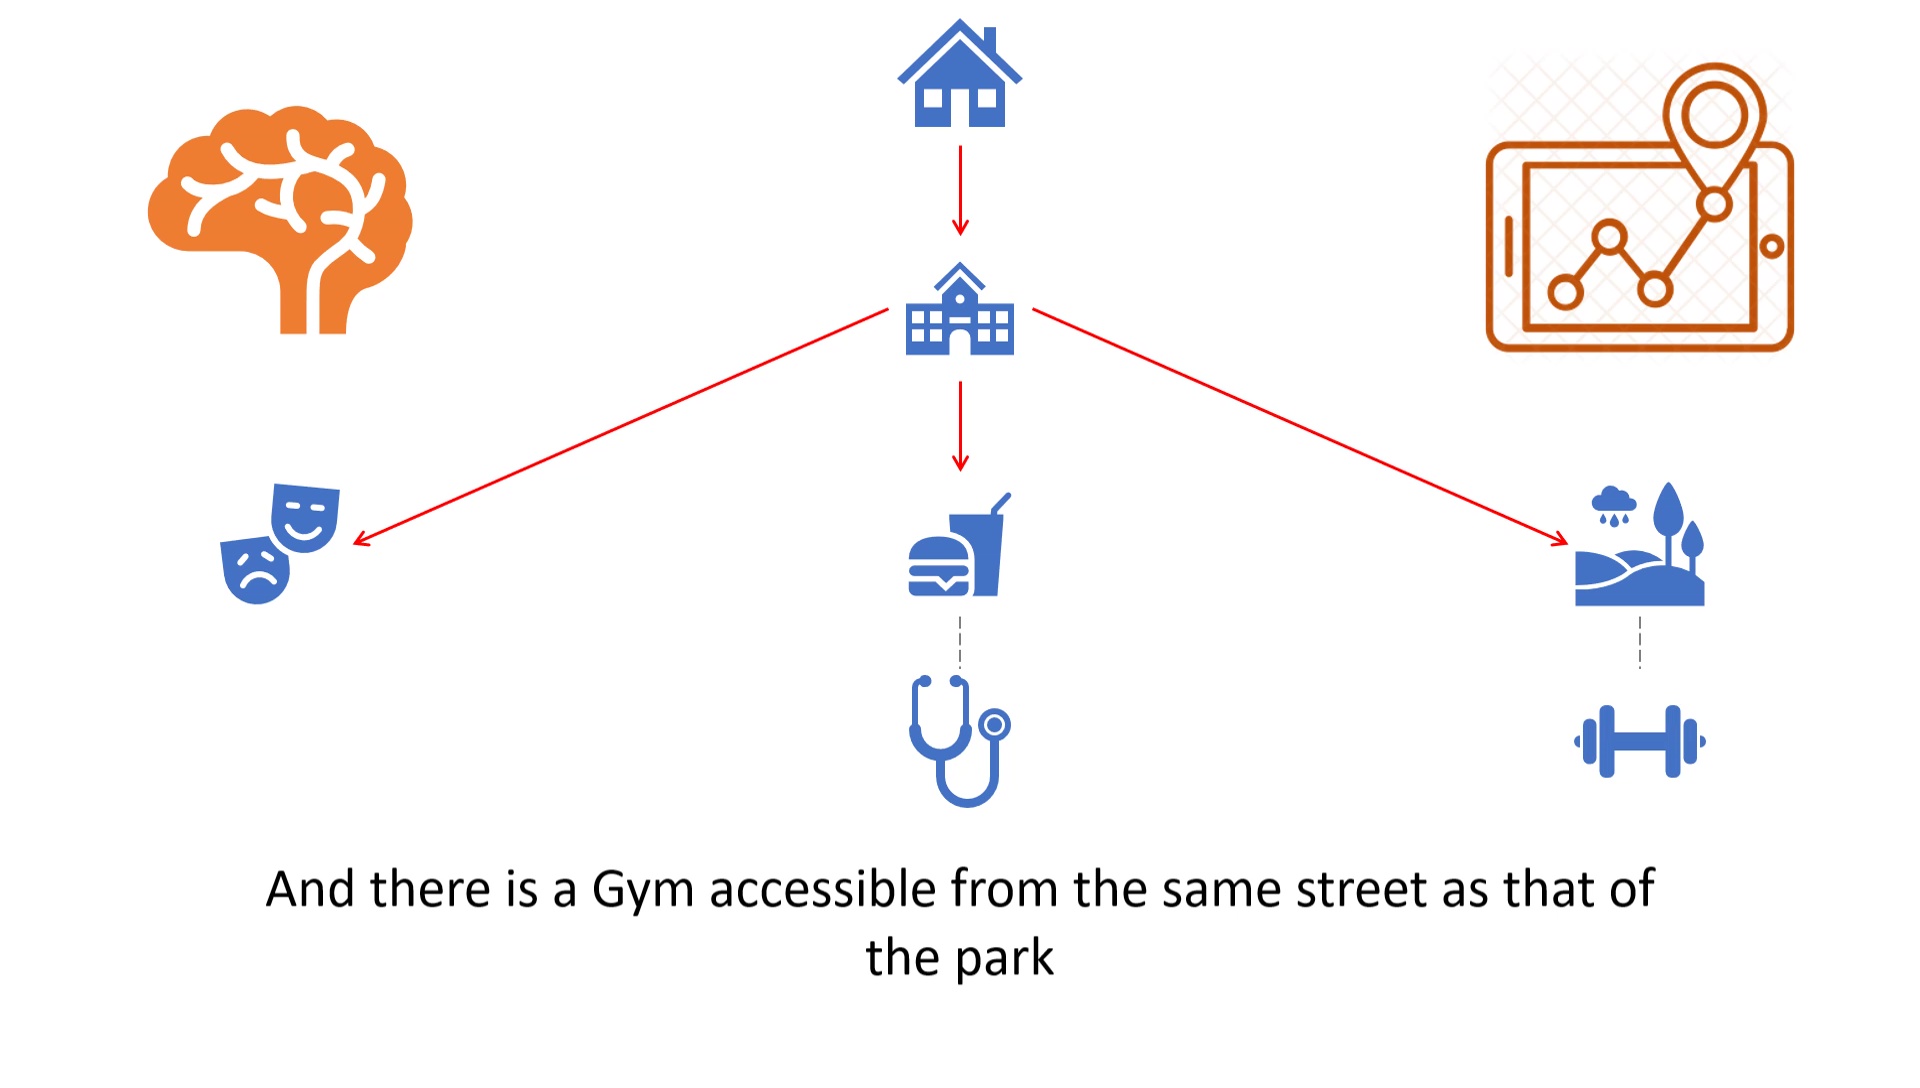 And there is a Gym accessible from the same street as that of
the park